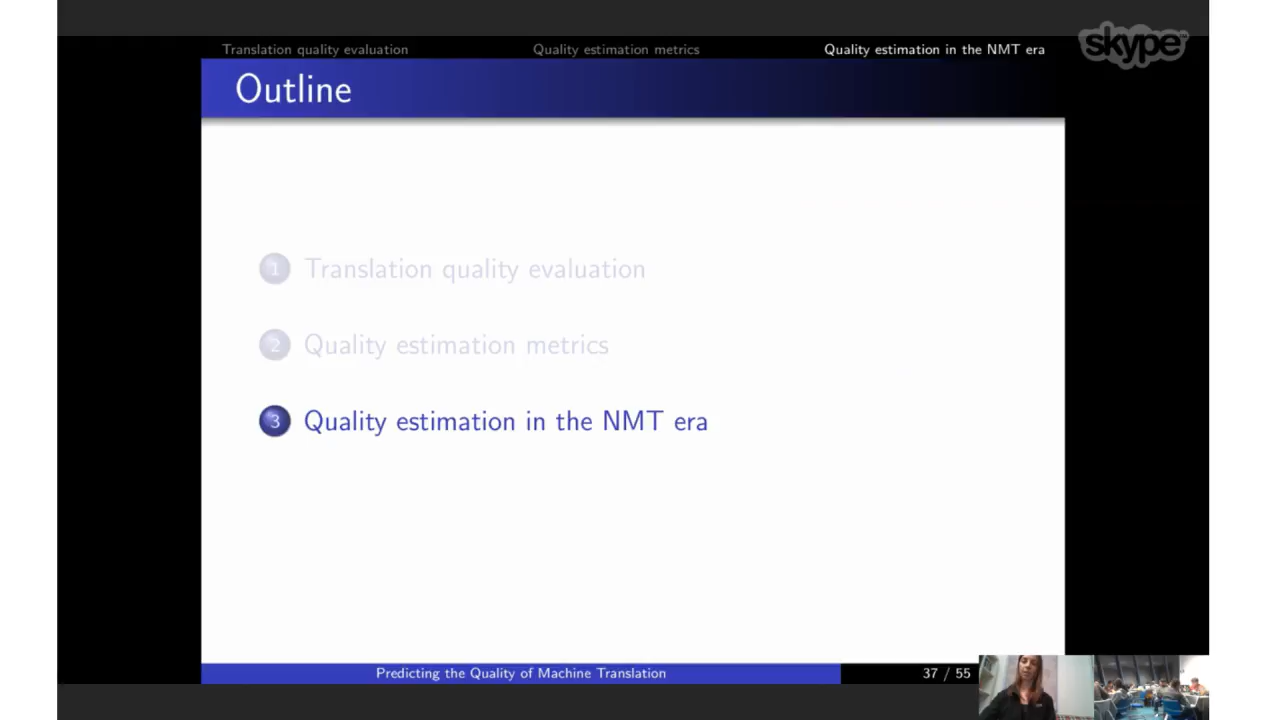 Translation quality evaluation
Quality estimation metrics
Quality estimation in the NMT era
skype
Outline
1 Translation quality evaluation
2 Quality estimation metrics
3 Quality estimation in the NMT era
Predicting the Quality of Machine Translation
37 / 55